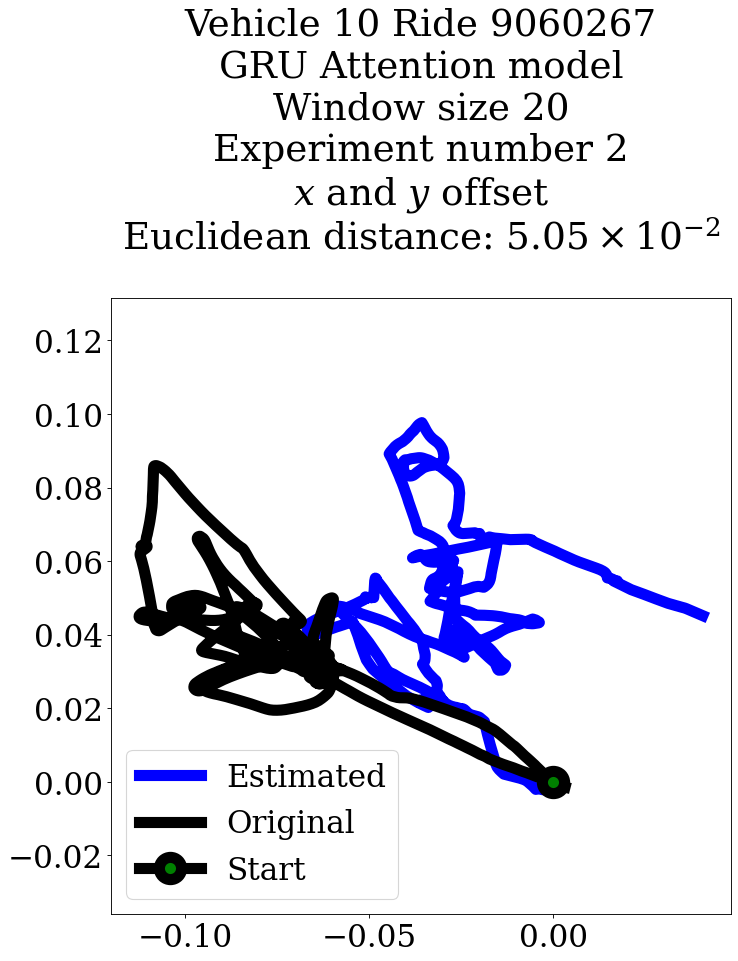 Vehicle 10 Ride 9060267
GRU Attention model
Window size 20
Experiment number 2
x and y offset
Euclidean distance: 5.05 × 10⁻²
0.12
0.10
0.08
0.06
0.04
0.02
0.00
−0.02
Estimated
Original
Start
−0.10 −0.05 0.00